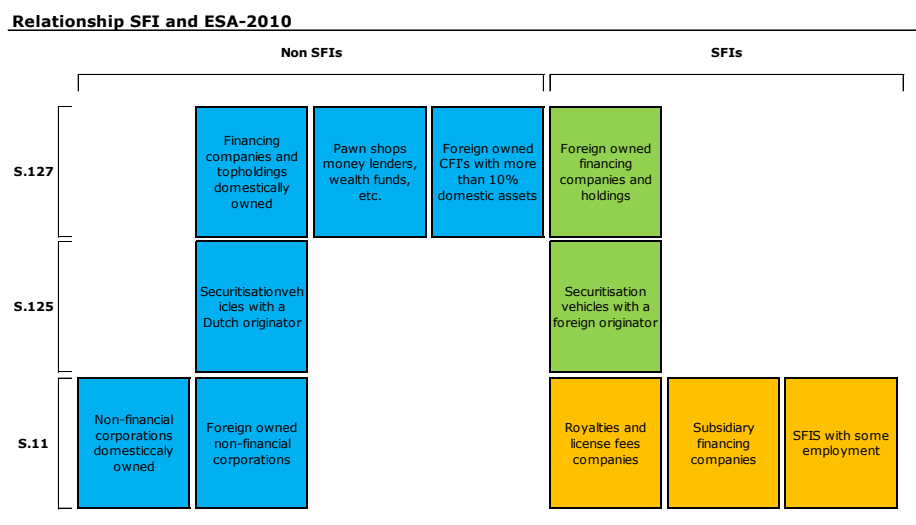 Relationship SFI and ESA-2010
Non SFIs
SFIs
S.127
Financing
companies and
topholdings
domestically
owned
Pawn shops
money lenders,
wealth funds,
etc.
Foreign owned
CFI's with more
than 10%
domestic assets
Foreign owned
financing
companies and
holdings
S.125
Securitisationveh
icles with a
Dutch originator
Securitisation
vehicles with a
foreign originator
S.11
Non-financial
corporations
domesticcaly
owned
Foreign owned
non-financial
corporations
Royalties and
license fees
companies
Subsidiary
financing
companies
SFIS with some
employment